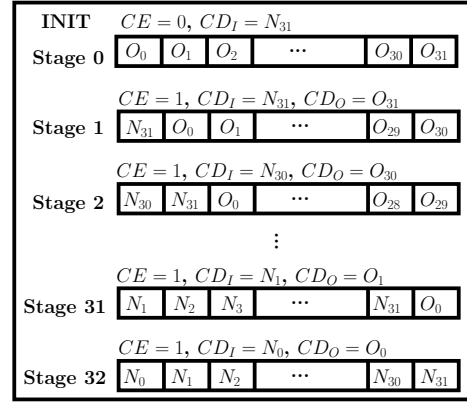 INIT CE = 0, CD_I = N_31
Stage 0 O_0 O_1 O_2 ... O_30 O_31
CE = 1, CD_I = N_31, CD_O = O_31
Stage 1 N_31 O_0 O_1 ... O_29 O_30
CE = 1, CD_I = N_30, CD_O = O_30
Stage 2 N_30 N_31 O_0 ... O_28 O_29
⋮
CE = 1, CD_I = N_1, CD_O = O_1
Stage 31 N_1 N_2 N_3 ... N_31 O_0
CE = 1, CD_I = N_0, CD_O = O_0
Stage 32 N_0 N_1 N_2 ... N_30 N_31